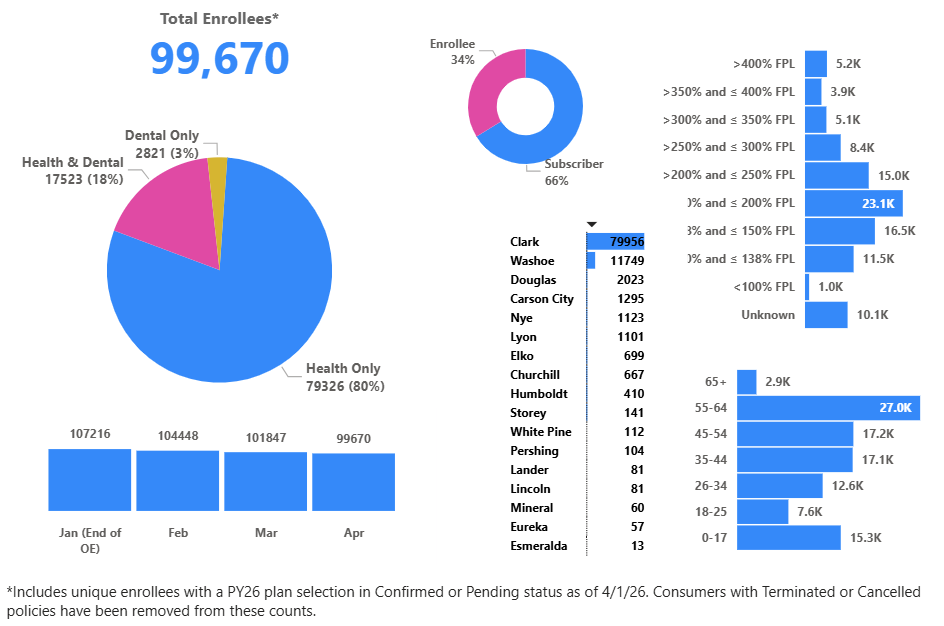 Total Enrollees*
99,670
Dental Only
2821 (3%)
Health & Dental
17523 (18%)
Health Only
79326 (80%)
107216
104448
101847
99670
Jan (End of
OE)
Feb
Mar
Apr
Enrollee
34%
Subscriber
66%
Clark 79956
Washoe 11749
Douglas 2023
Carson City 1295
Nye 1123
Lyon 1101
Elko 699
Churchill 667
Humboldt 410
Storey 141
White Pine 112
Pershing 104
Lander 81
Lincoln 81
Mineral 60
Eureka 57
Esmeralda 13
>400% FPL 5.2K
>350% and ≤ 400% FPL 3.9K
>300% and ≤ 350% FPL 5.1K
>250% and ≤ 300% FPL 8.4K
>200% and ≤ 250% FPL 15.0K
% and ≤ 200% FPL 23.1K
% and ≤ 150% FPL 16.5K
% and ≤ 138% FPL 11.5K
<100% FPL 1.0K
Unknown 10.1K
65+ 2.9K
55-64 27.0K
45-54 17.2K
35-44 17.1K
26-34 12.6K
18-25 7.6K
0-17 15.3K
*Includes unique enrollees with a PY26 plan selection in Confirmed or Pending status as of 4/1/26. Consumers with Terminated or Cancelled
policies have been removed from these counts.